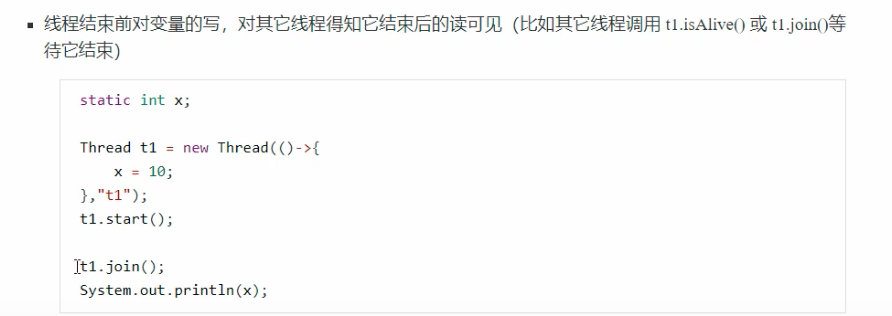 ▪ 线程结束前对变量的写，对其它线程得知它结束后的读可见（比如其它线程调用 t1.isAlive() 或 t1.join()等
待它结束）
static int x;
Thread t1 = new Thread(()->{
    x = 10;
},"t1");
t1.start();
t1.join();
System.out.println(x);